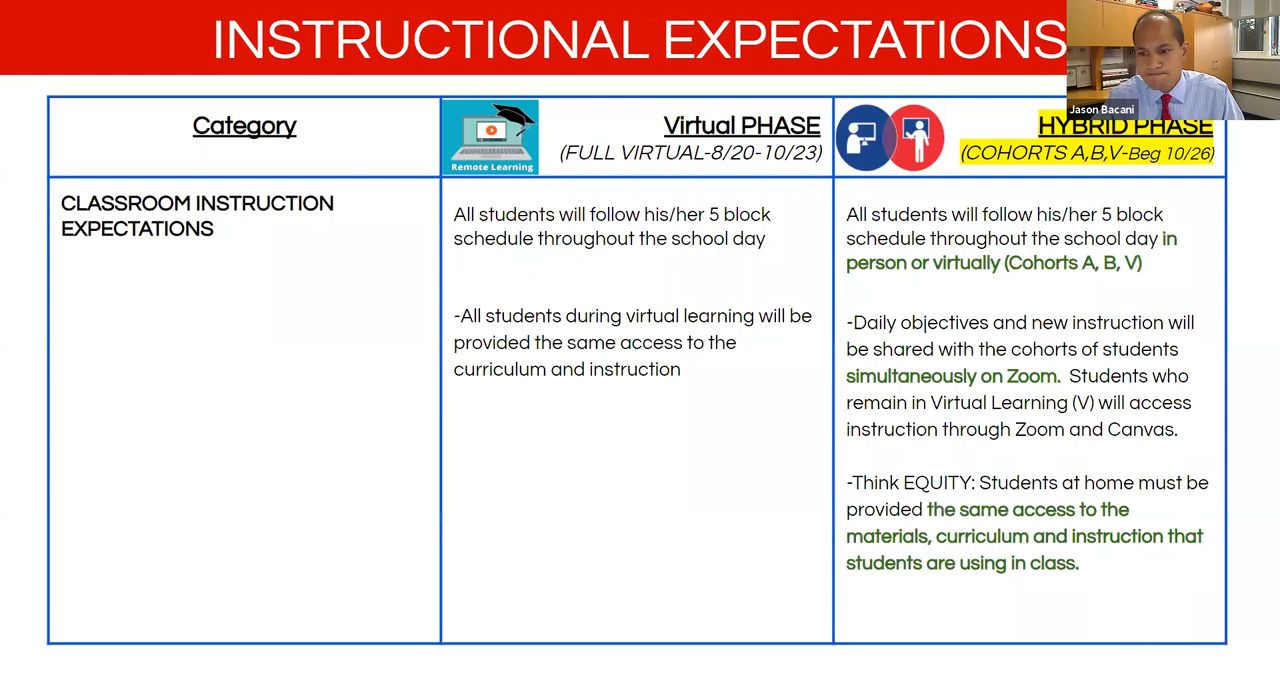 INSTRUCTIONAL EXPECTATIONS
Jason Bacani
Category
Remote Learning
Virtual PHASE
(FULL VIRTUAL-8/20-10/23)
HYBRID PHASE
(COHORTS A,B,V-Beg 10/26)
CLASSROOM INSTRUCTION
EXPECTATIONS
All students will follow his/her 5 block
schedule throughout the school day
-All students during virtual learning will be
provided the same access to the
curriculum and instruction
All students will follow his/her 5 block
schedule throughout the school day in
person or virtually (Cohorts A, B, V)
-Daily objectives and new instruction will
be shared with the cohorts of students
simultaneously on Zoom. Students who
remain in Virtual Learning (V) will access
instruction through Zoom and Canvas.
-Think EQUITY: Students at home must be
provided the same access to the
materials, curriculum and instruction that
students are using in class.